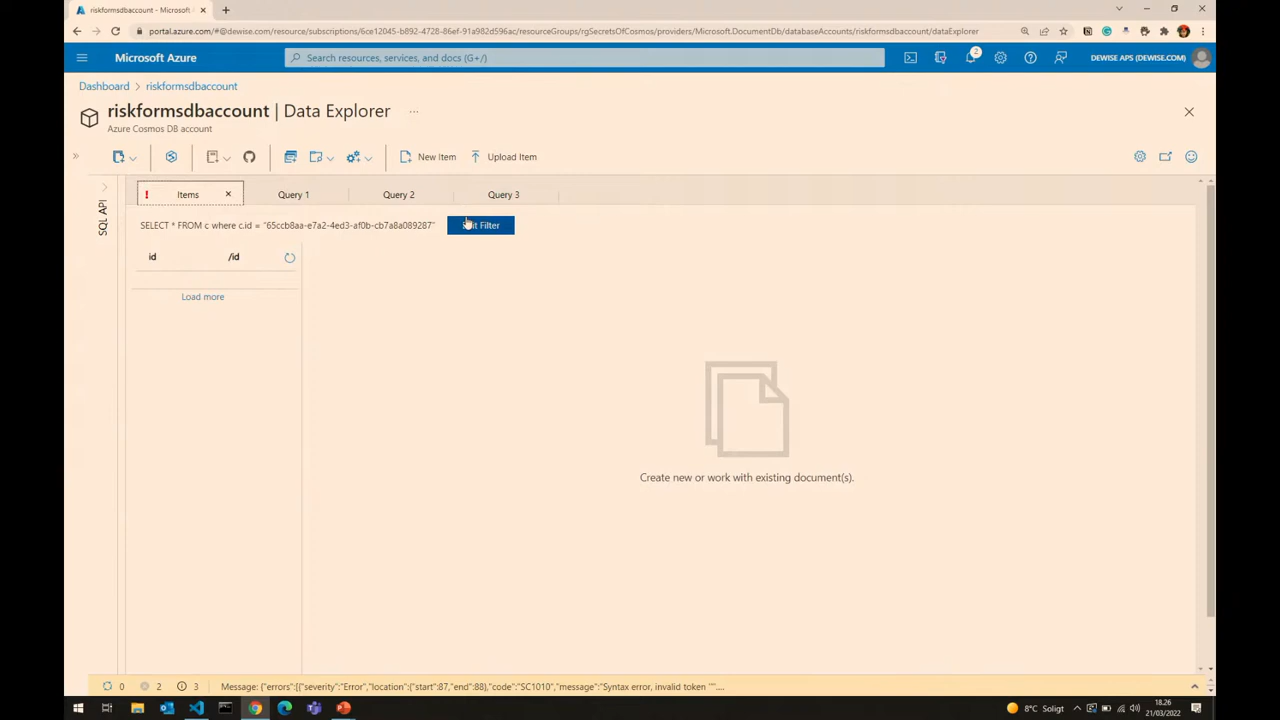 riskformsdbaccount - Microsoft
portal.azure.com/#@dewise.com/resource/subscriptions/6ce12045-b892-4728-86ef-91a982d596ac/resourceGroups/rgSecretsOfCosmos/providers/Microsoft.DocumentDb/databaseAccounts/riskformsdbaccount/dataExplorer
Microsoft Azure
Search resources, services, and docs (G+/)
2
DEWISE APS (DEWISE.COM)
Dashboard > riskformsdbaccount
riskformsdbaccount | Data Explorer ...
Azure Cosmos DB account
New Item
Upload Item
SQL API
! Items
Query 1
Query 2
Query 3
SELECT * FROM c where c.id = "65ccb8aa-e7a2-4ed3-af0b-cb7a8a089287"
Filter
id
/id
Load more
Create new or work with existing document(s).
0
2
3
Message: {"errors":[{"severity":"Error","location":{"start":87,"end":88},"code":"SC1010","message":"Syntax error, invalid token '"'....
8°C Soligt
18.26
21/03/2022